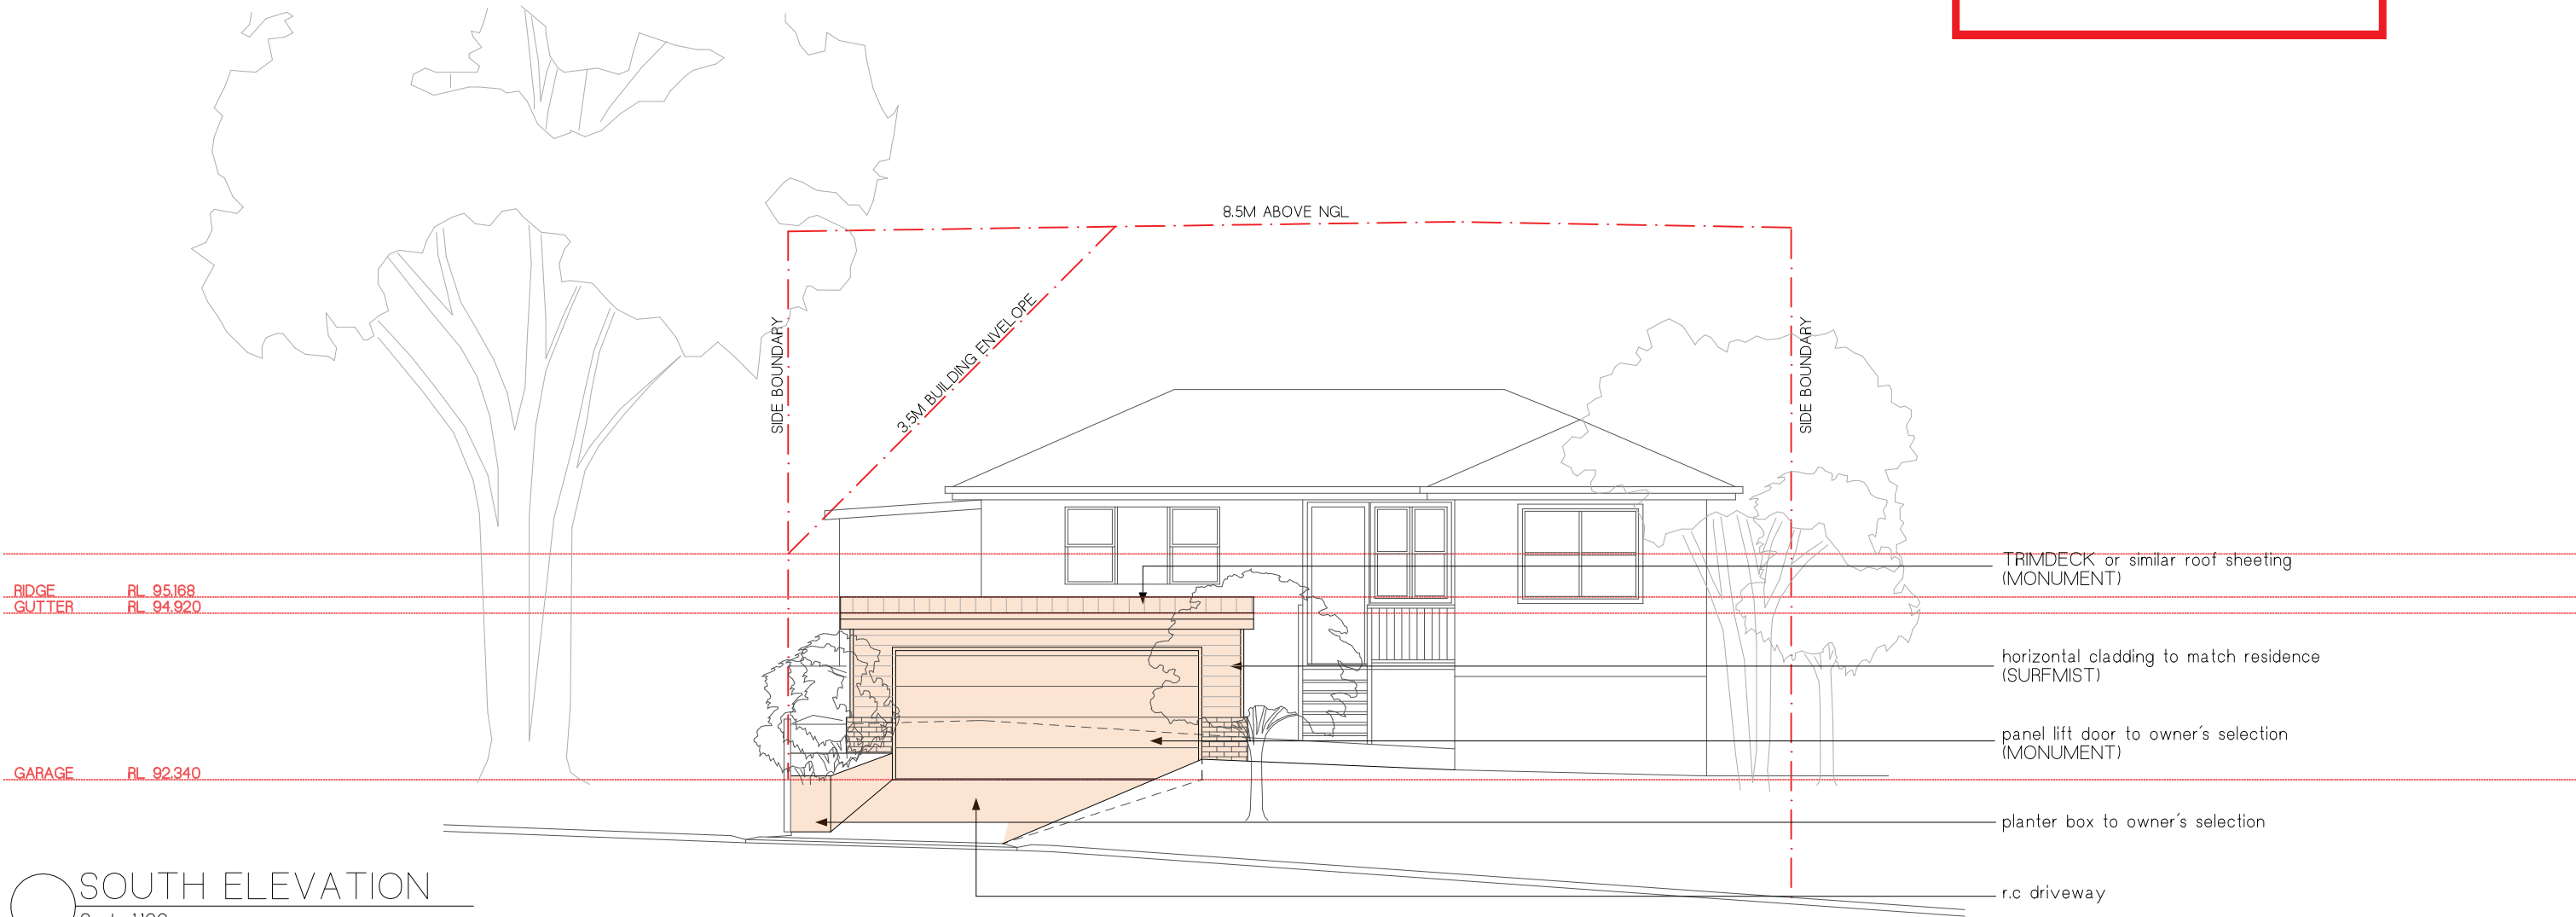 8.5M ABOVE NGL
SIDE BOUNDARY
3.5M BUILDING ENVELOPE
SIDE BOUNDARY
TRIMDECK or similar roof sheeting
(MONUMENT)
RIDGE RL 95.168
GUTTER RL 94.920
horizontal cladding to match residence
(SURFMIST)
panel lift door to owner's selection
(MONUMENT)
GARAGE RL 92.340
planter box to owner's selection
SOUTH ELEVATION
r.c driveway